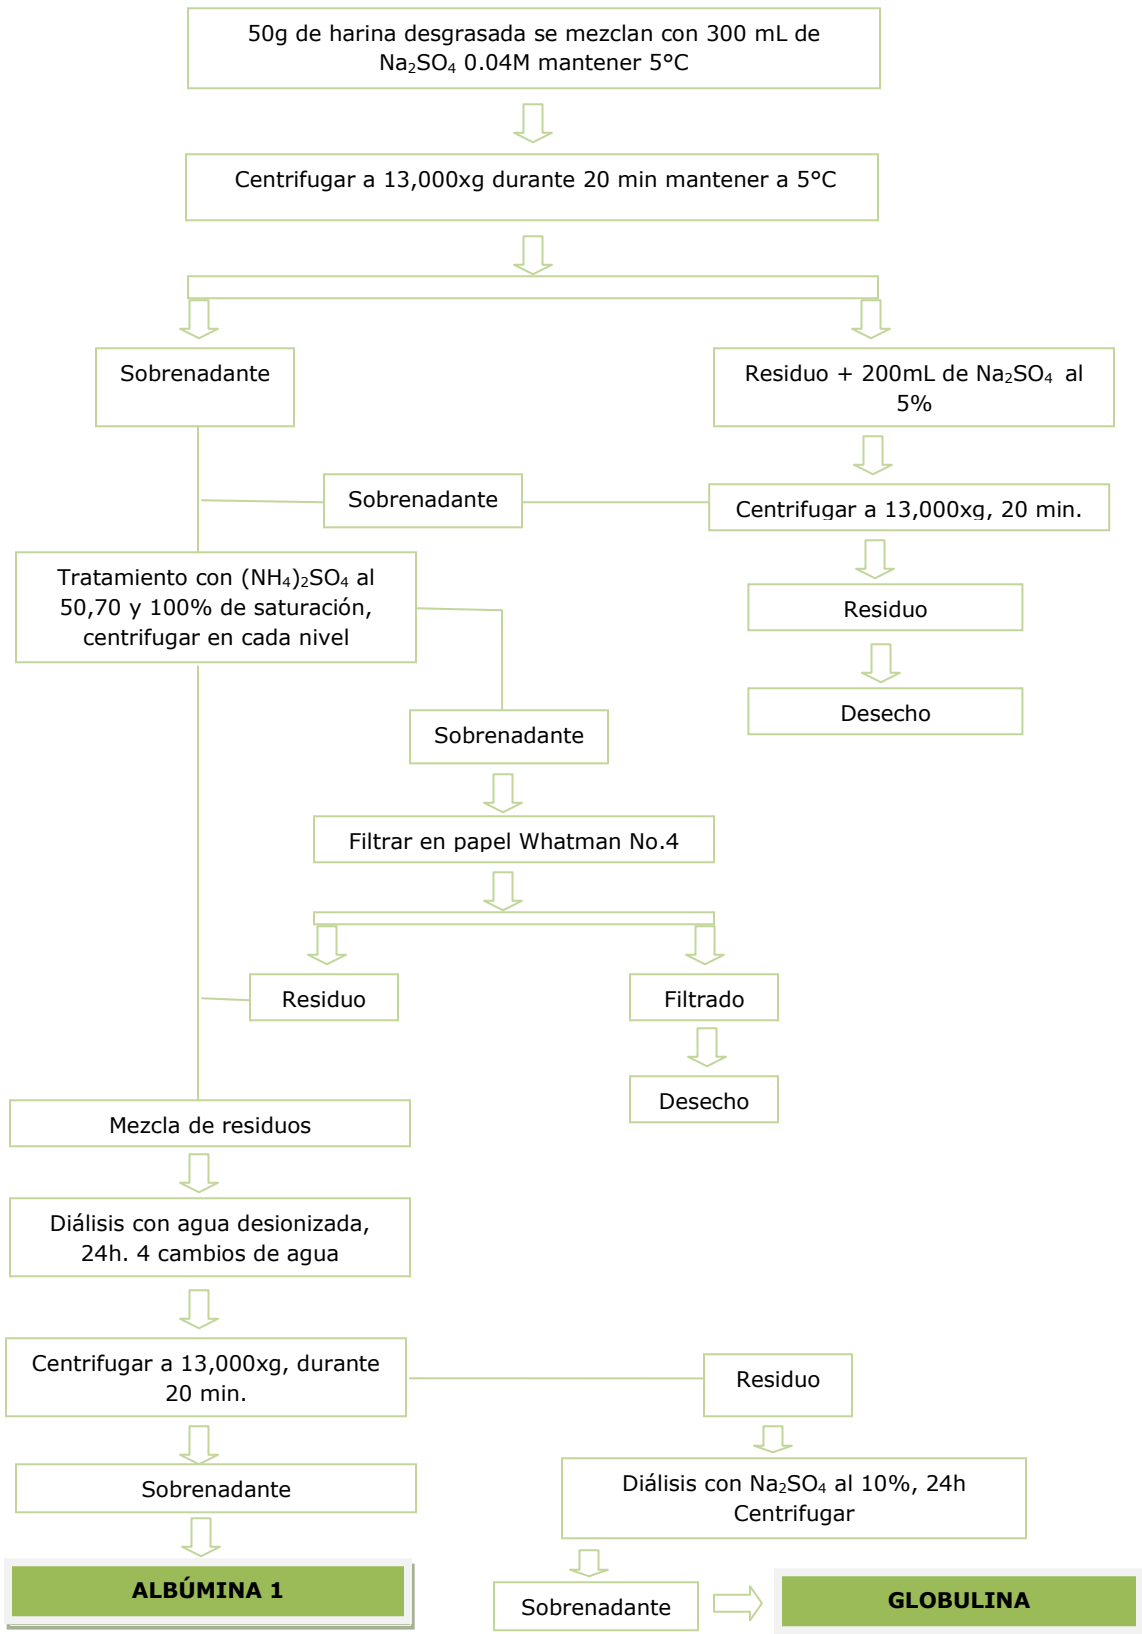 50g de harina desgrasada se mezclan con 300 mL de
Na₂SO₄ 0.04M mantener 5°C
Centrifugar a 13,000xg durante 20 min mantener a 5°C
Sobrenadante
Residuo + 200mL de Na₂SO₄ al
5%
Sobrenadante
Centrifugar a 13,000xg, 20 min.
Tratamiento con (NH₄)₂SO₄ al
50,70 y 100% de saturación,
centrifugar en cada nivel
Residuo
Desecho
Sobrenadante
Filtrar en papel Whatman No.4
Residuo
Filtrado
Desecho
Mezcla de residuos
Diálisis con agua desionizada,
24h. 4 cambios de agua
Centrifugar a 13,000xg, durante
20 min.
Residuo
Sobrenadante
Diálisis con Na₂SO₄ al 10%, 24h
Centrifugar
ALBÚMINA 1
Sobrenadante
GLOBULINA